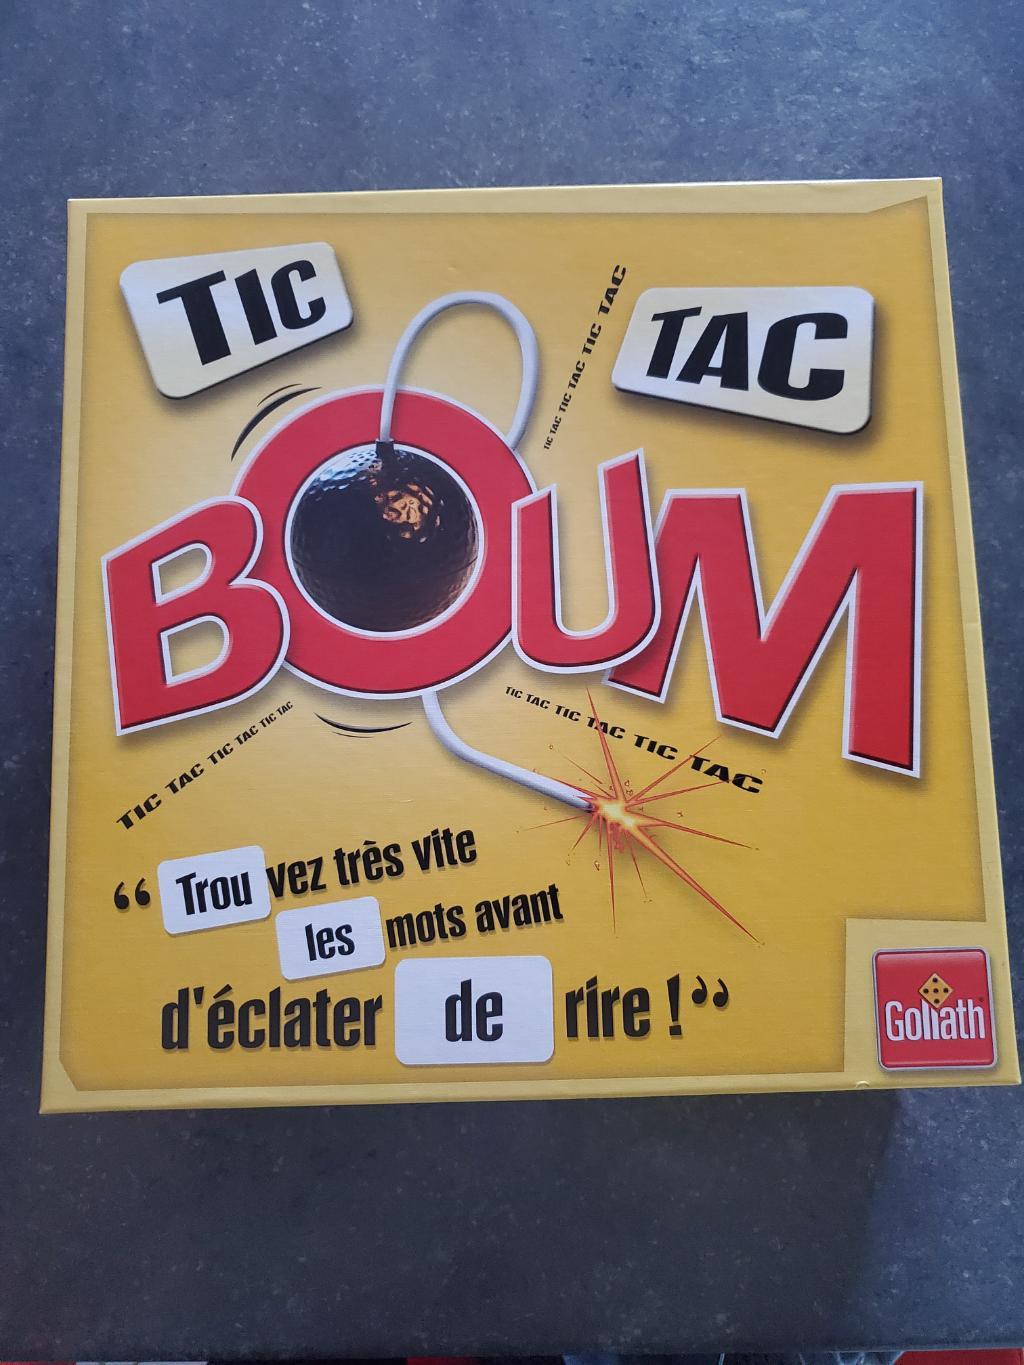 TIC
TAC
TIC TAC TIC TAC TIC TAC
BOUM
TIC TAC TIC TAC TIC TAC
TIC TAC TIC TAC TIC TAC
“ Trouvez très vite
les mots avant
d'éclater de rire ! ”
Goliath